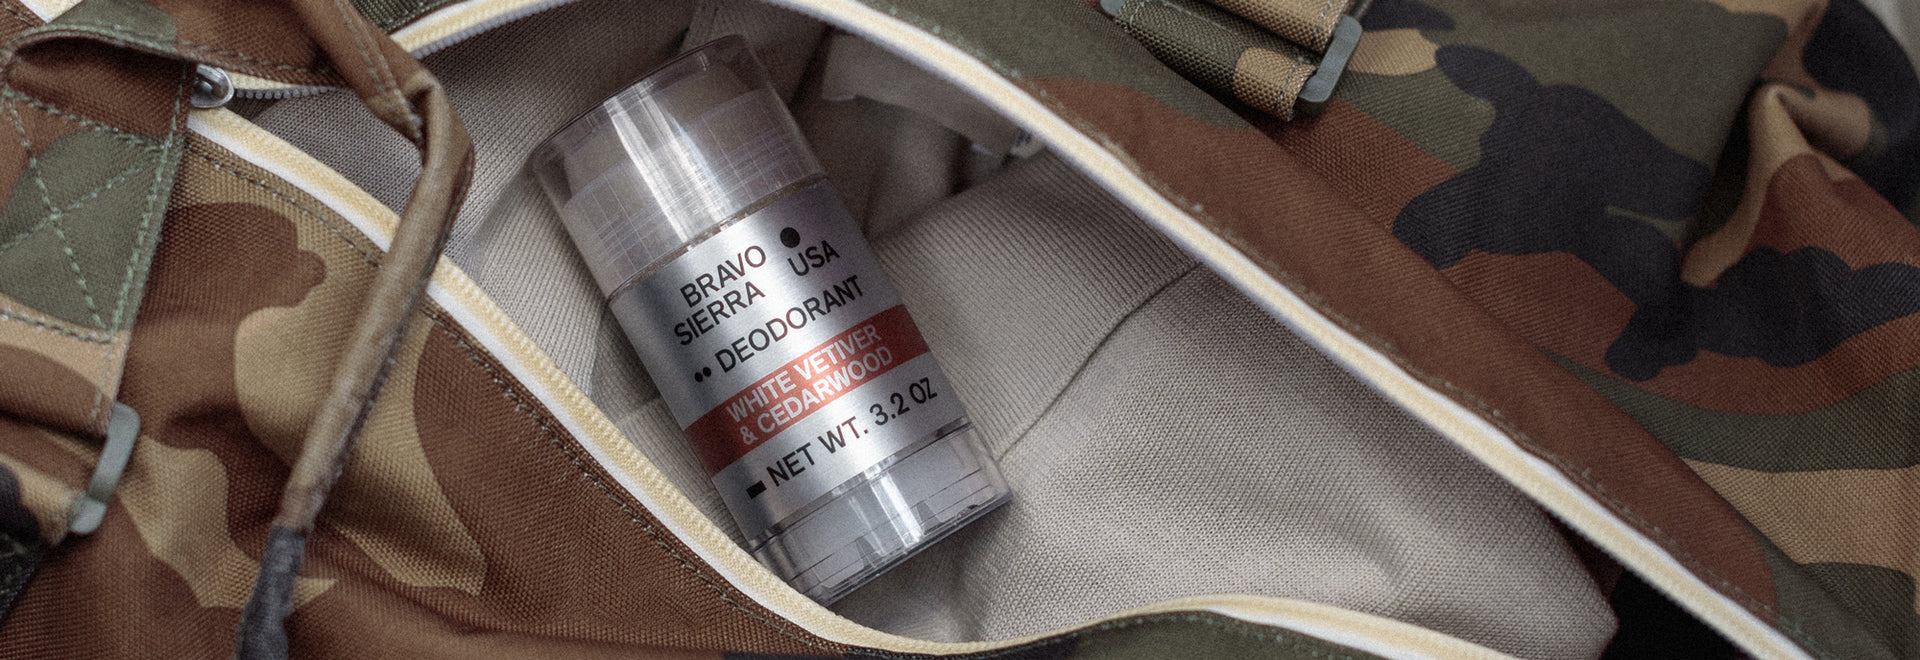 BRAVO
SIERRA
USA
DEODORANT
WHITE VETIVER
& CEDARWOOD
NET WT. 3.2 OZ